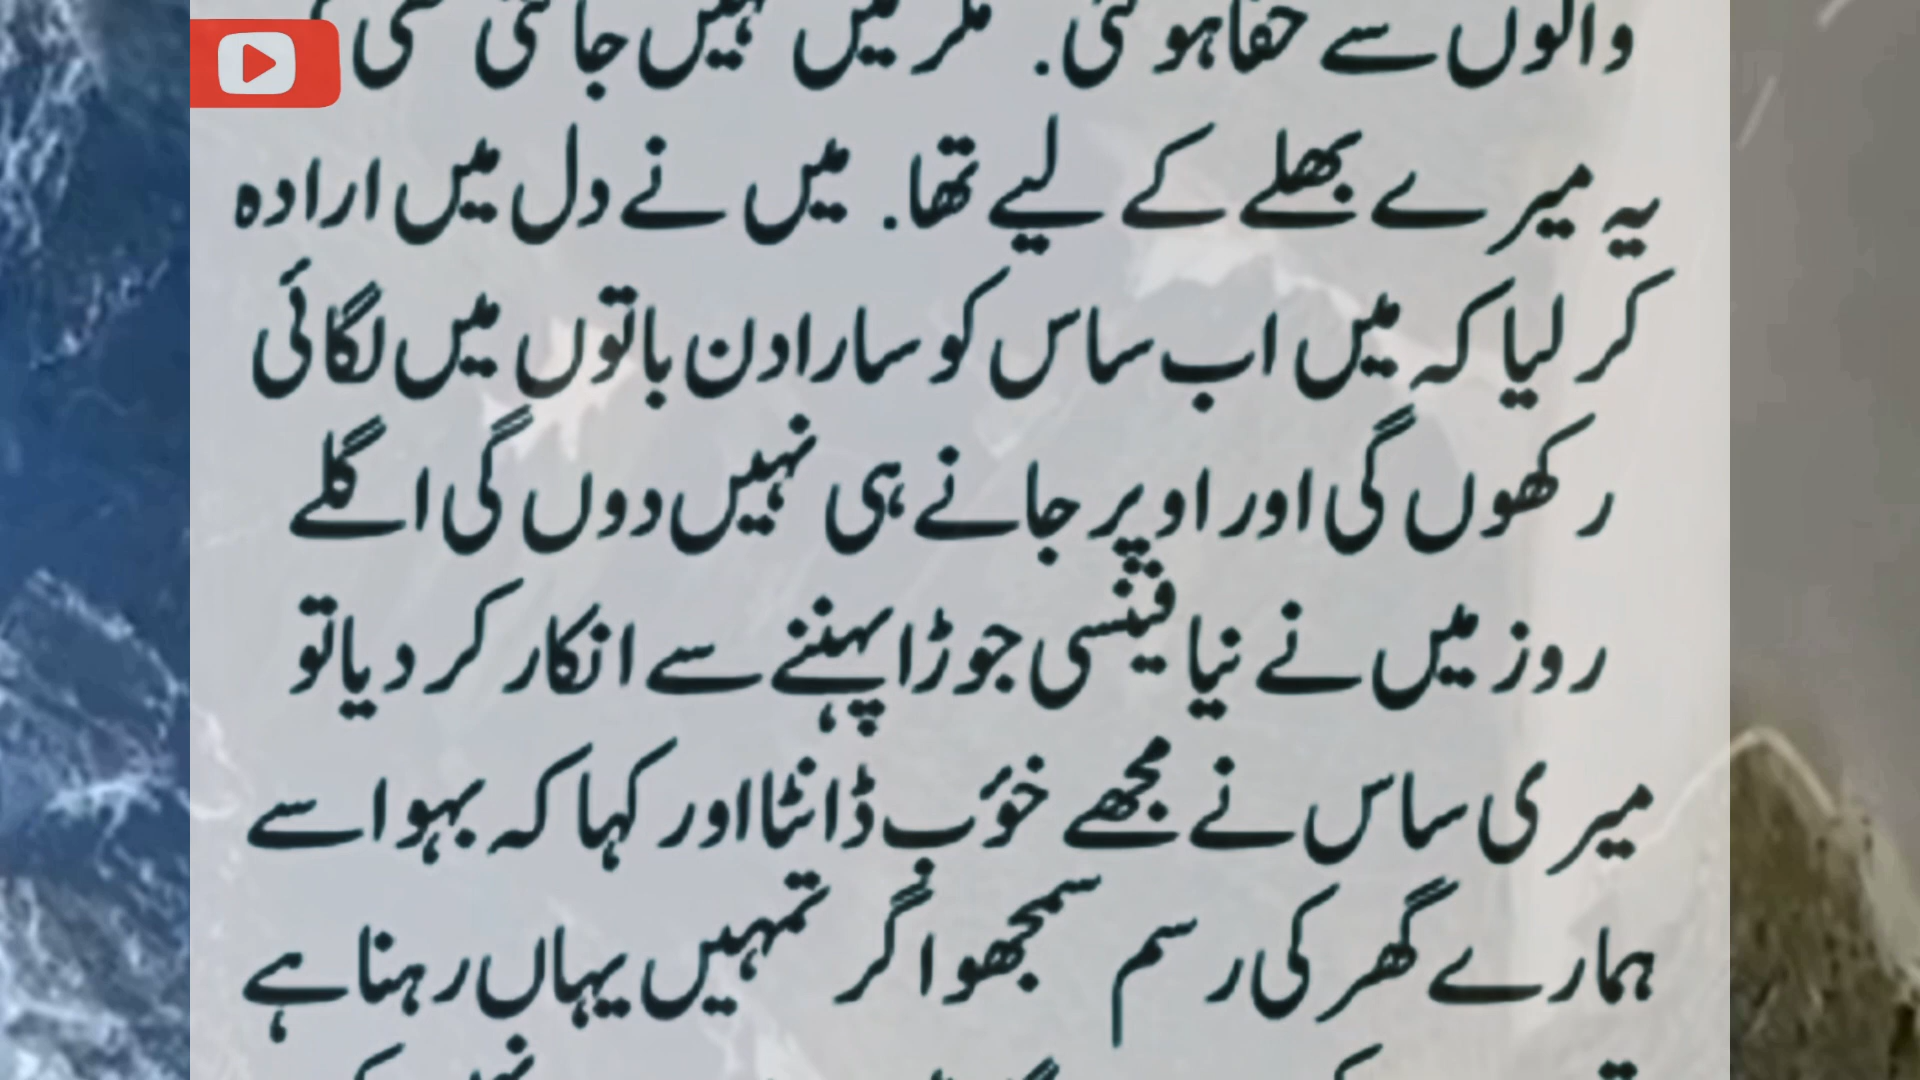 والوں سے خفا ہو گئی. مگر میں نہیں جانتی تھی
یہ میرے بھلے کے لیے تھا. میں نے دل میں ارادہ
کر لیا کہ میں اب ساس کو سارا دن باتوں میں لگائی
رکھوں گی اور اوپر جانے ہی نہیں دوں گی اگلے
روز میں نے نیا فینسی جوڑا پہننے سے انکار کر دیا تو
میری ساس نے مجھے خؤب ڈانٹا اور کہا کہ بہو اسے
ہمارے گھر کی رسم سمجھو اگر تمہیں یہاں رہنا ہے